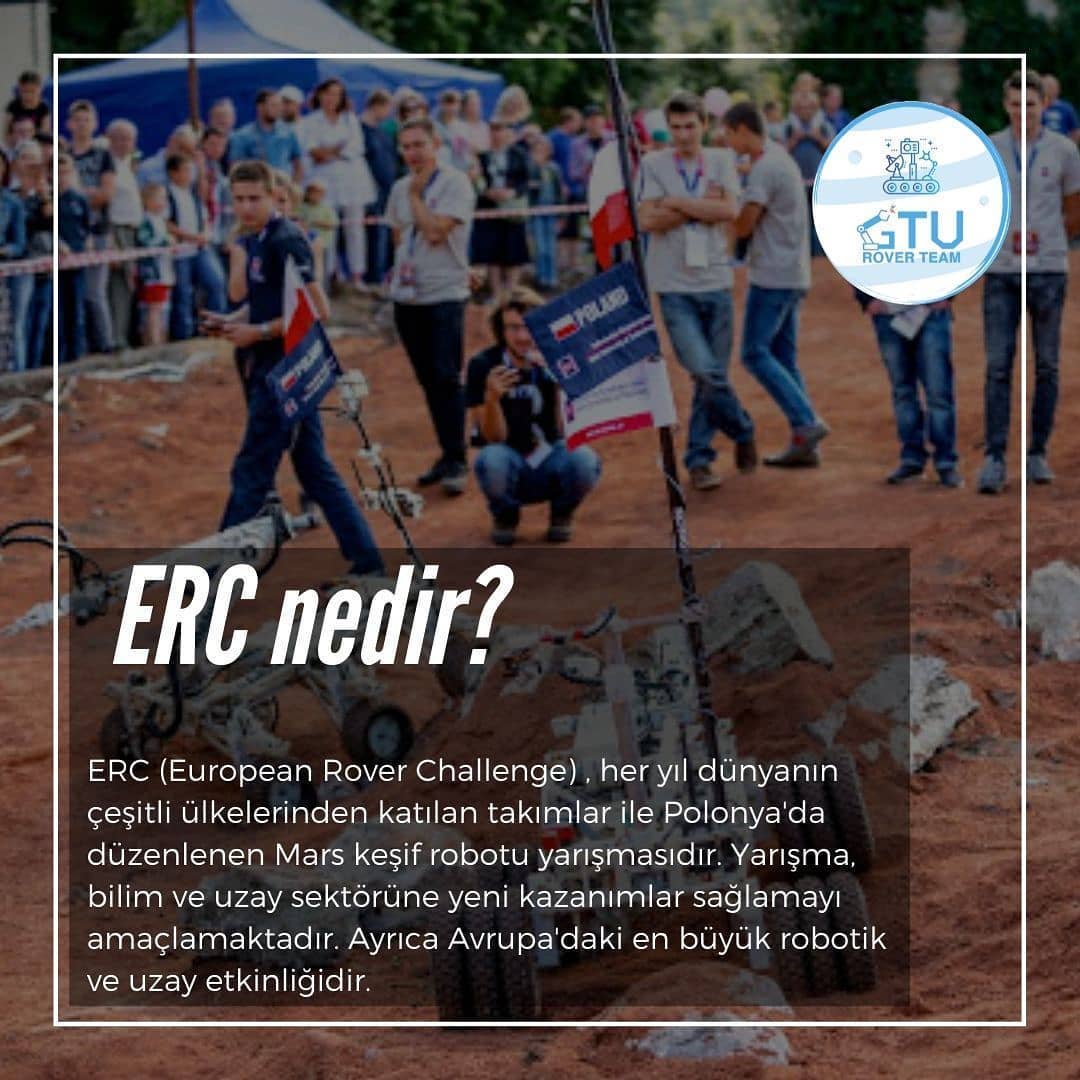 GTU
ROVER TEAM
POLAND
POLAND
ERC nedir?
ERC (European Rover Challenge) , her yıl dünyanın
çeşitli ülkelerinden katılan takımlar ile Polonya'da
düzenlenen Mars keşif robotu yarışmasıdır. Yarışma,
bilim ve uzay sektörüne yeni kazanımlar sağlamayı
amaçlamaktadır. Ayrıca Avrupa'daki en büyük robotik
ve uzay etkinliğidir.